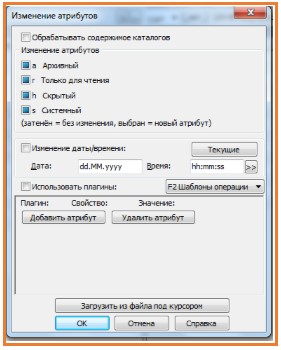 Изменение атрибутов
Обрабатывать содержимое каталогов
Изменение атрибутов
a Архивный
r Только для чтения
h Скрытый
s Системный
(затенён = без изменения, выбран = новый атрибут)
Изменение даты/времени:
Текущие
Дата: dd.MM.yyyy Время: hh:mm:ss >>
Использовать плагины: F2 Шаблоны операции
Плагин: Свойство: Значение:
Добавить атрибут Удалить атрибут
Загрузить из файла под курсором
OK Отмена Справка